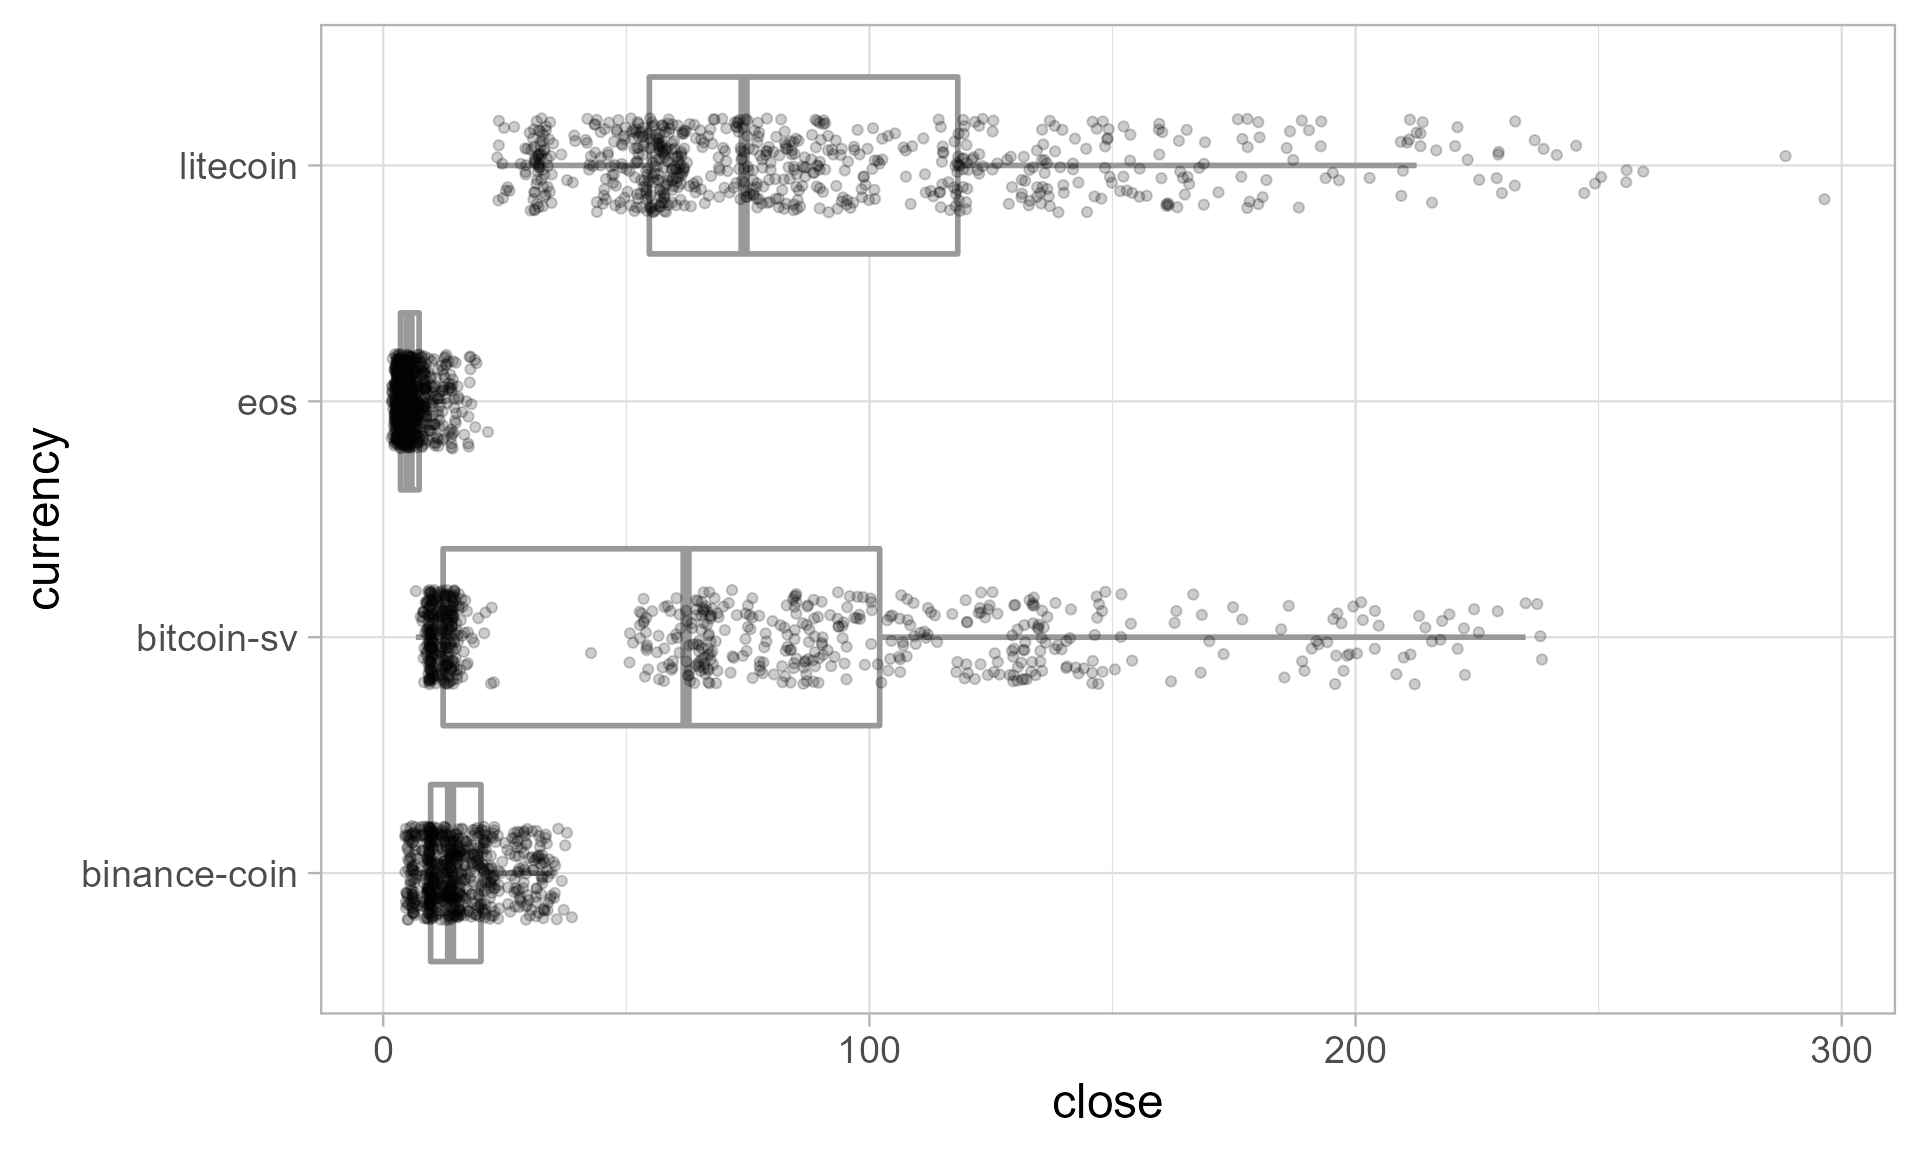 litecoin
eos
bitcoin-sv
binance-coin
currency
0 100 200 300
close